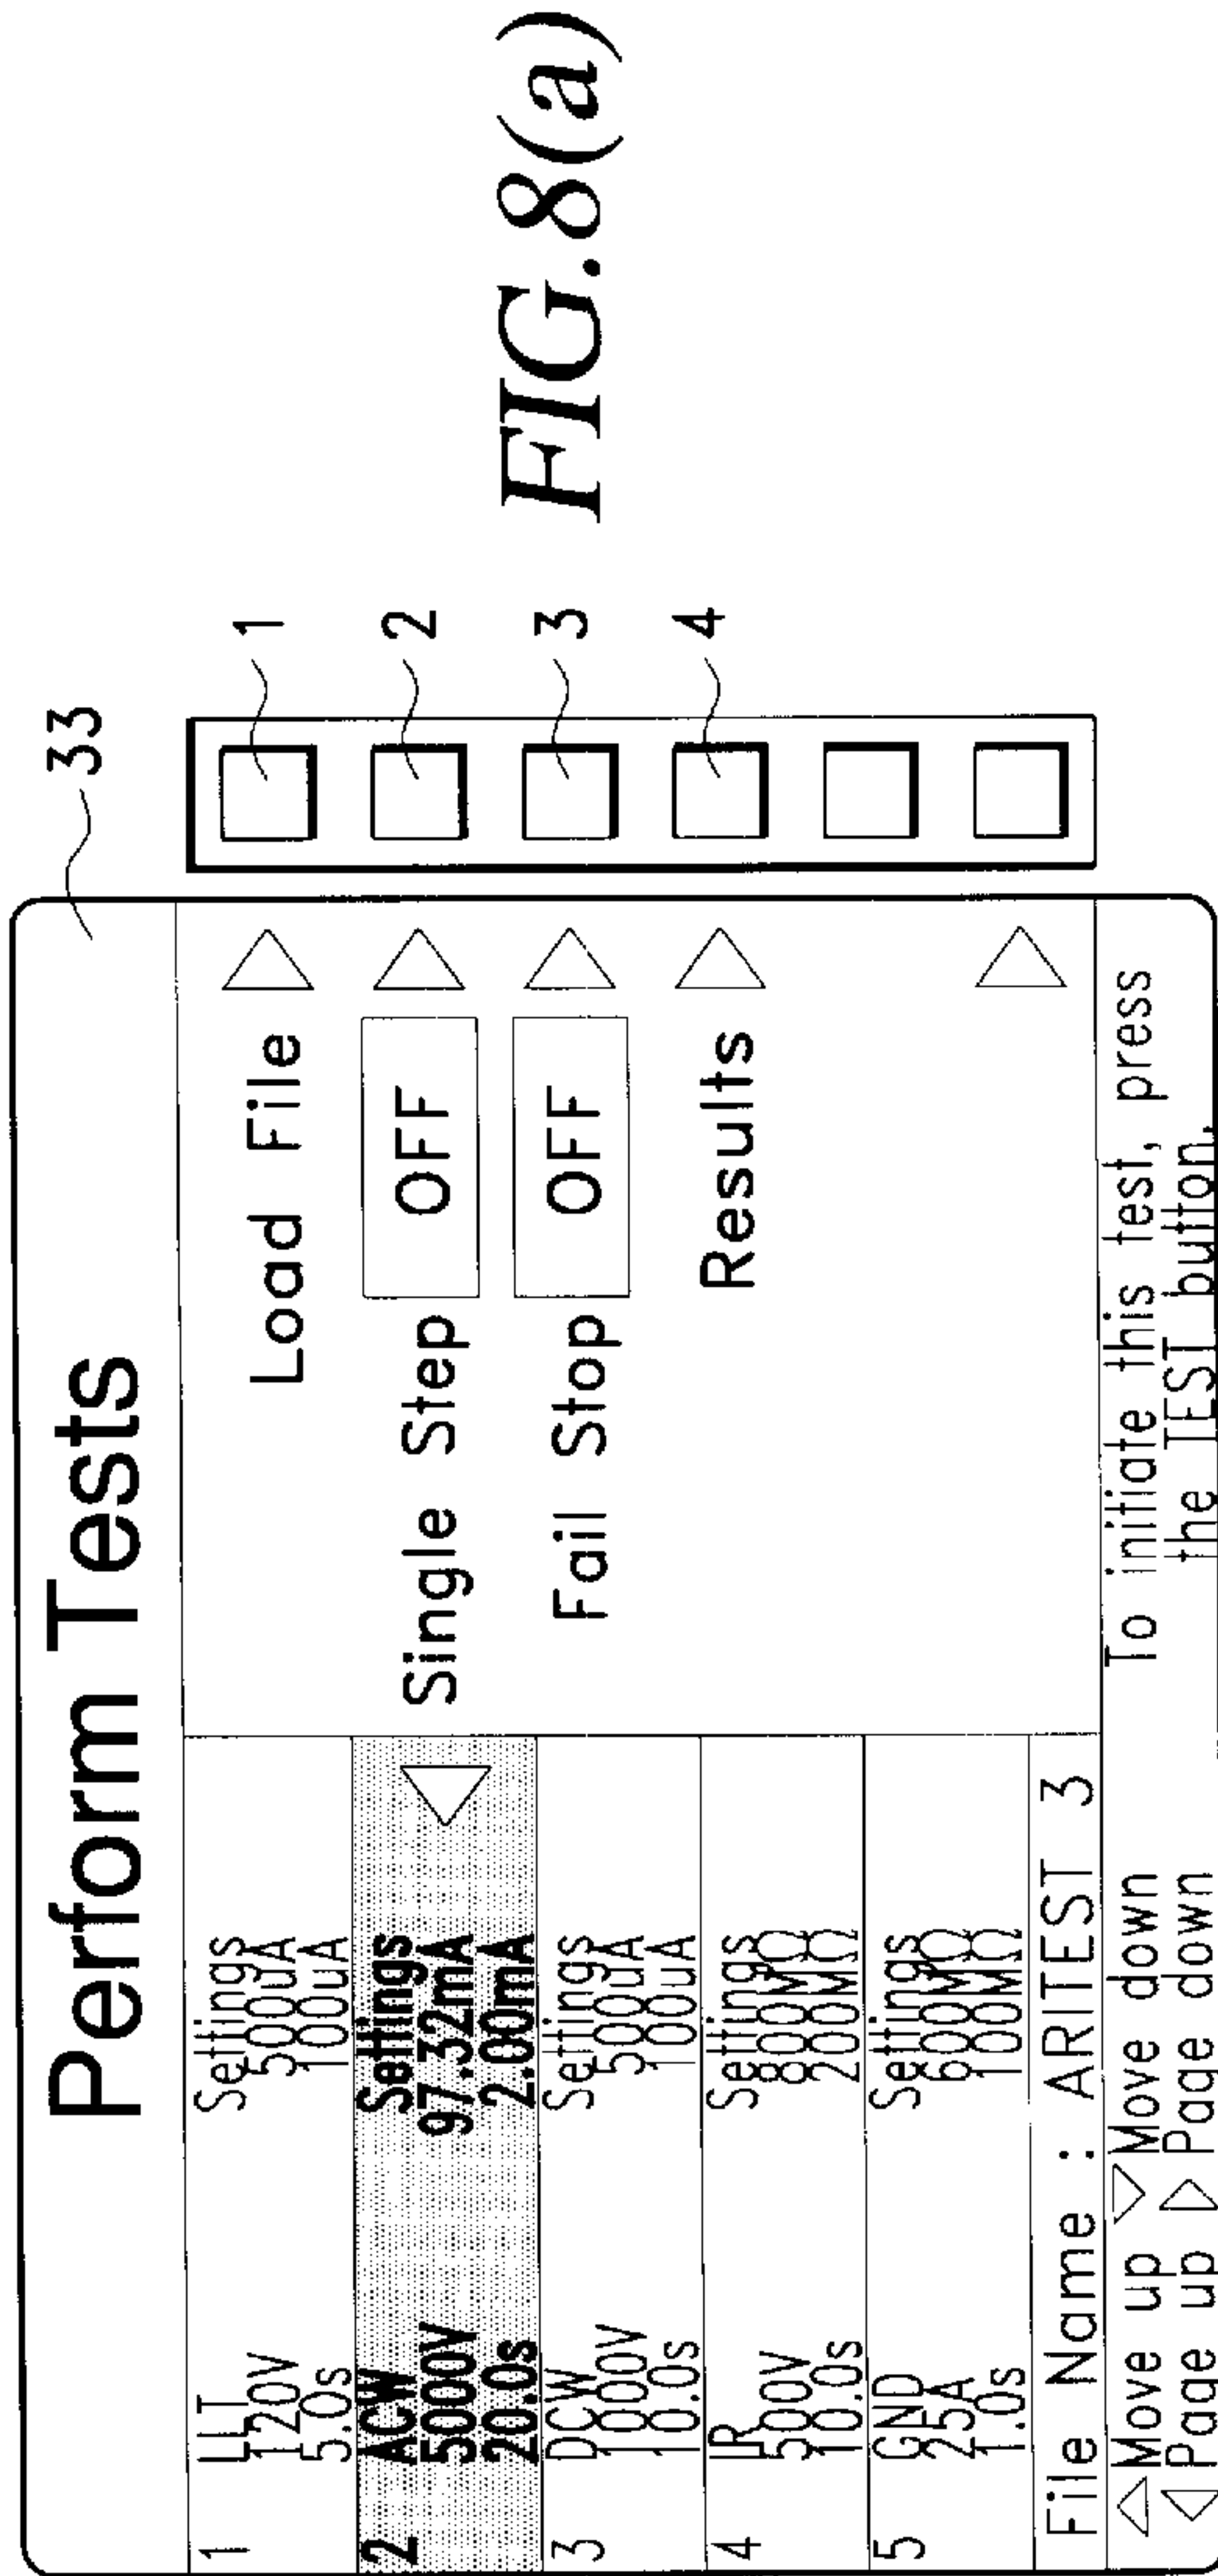 33
Perform Tests
1 LLT Settings
120V 500uA
5.0s 100uA
2 ACW Settings
5000V 97.32mA
20.0s 2.00mA
3 DCW Settings
1000V 500uA
10.0s 100uA
4 IR Settings
500V 800MΩ
10.0s 200MΩ
5 GND Settings
25A 600MΩ
1.0s 100MΩ
File Name : ARITEST 3
Load File
Single Step OFF
Fail Stop OFF
Results
1
2
3
4
Move up Move down
Page up Page down
To initiate this test, press
the TEST button.
FIG.8(a)